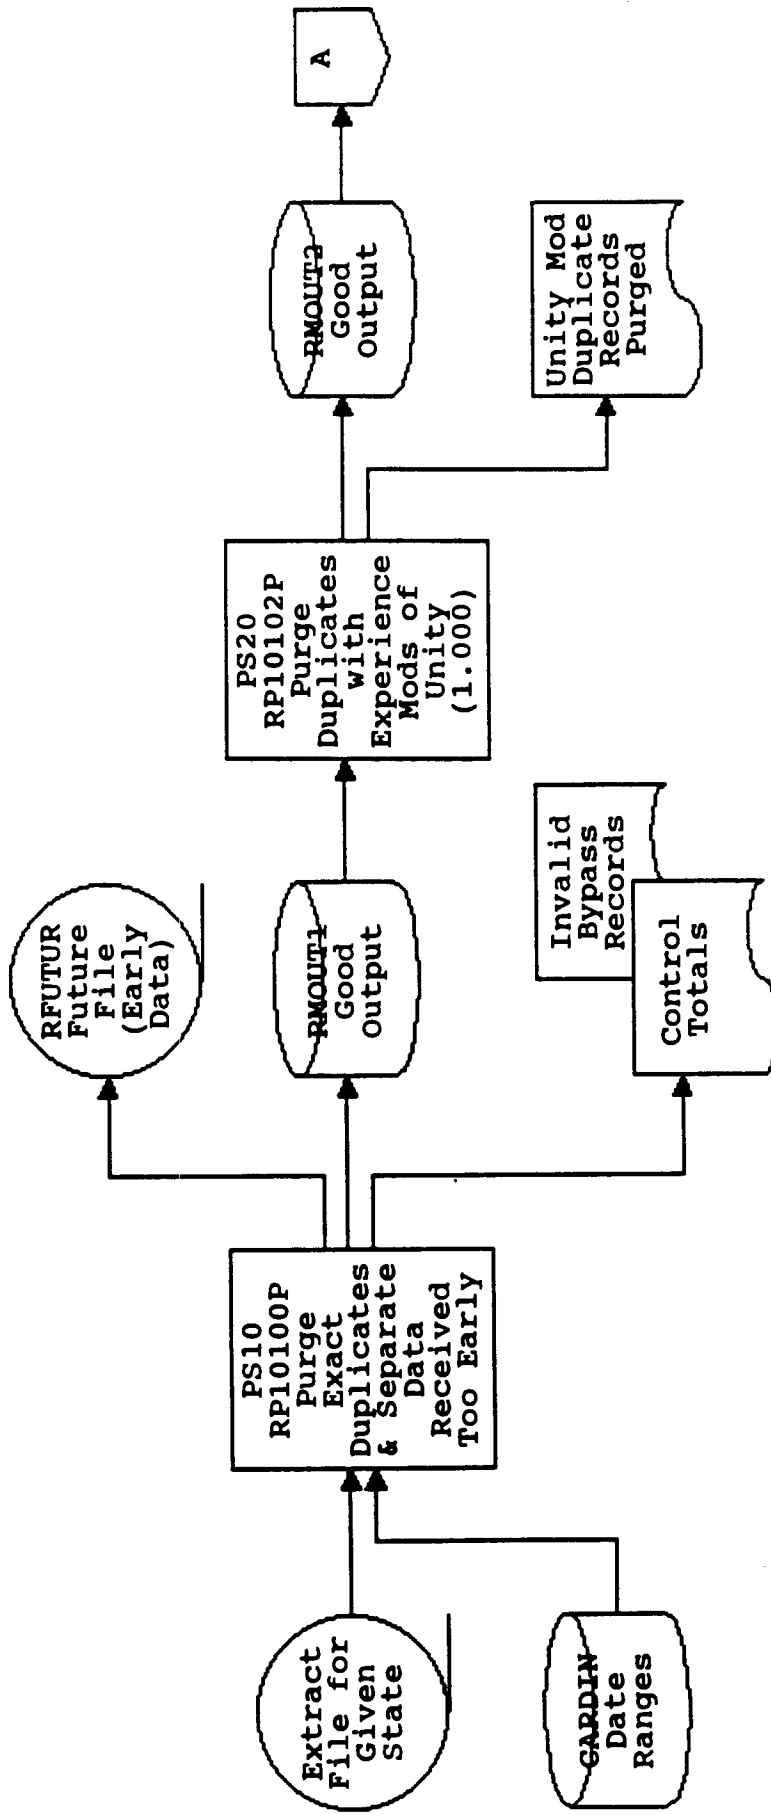 Extract
File for
Given
State
CARDIN
Date
Ranges
PS10
RP10100P
Purge
Exact
Duplicates
& Separate
Data
Received
Too Early
RFUTUR
Future
File
(Early
Data)
RMOUT1
Good
Output
Invalid
Bypass
Records
Control
Totals
PS20
RP10102P
Purge
Duplicates
with
Experience
Mods of
Unity
(1.000)
RMOUT2
Good
Output
Unity Mod
Duplicate
Records
Purged
A